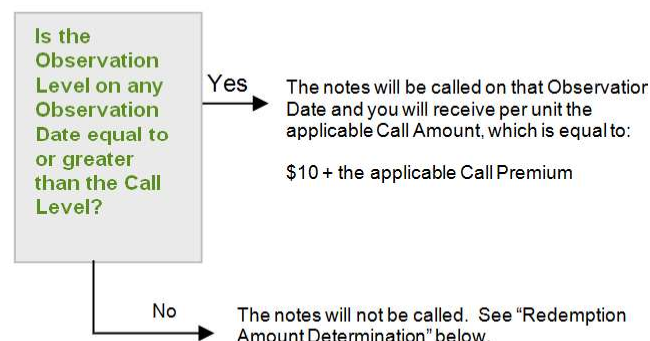 Is the
Observation
Level on any
Observation
Date equal to
or greater
than the Call
Level?
Yes
The notes will be called on that Observation
Date and you will receive per unit the
applicable Call Amount, which is equal to:
$10 + the applicable Call Premium
No
The notes will not be called. See “Redemption
Amount Determination” below.